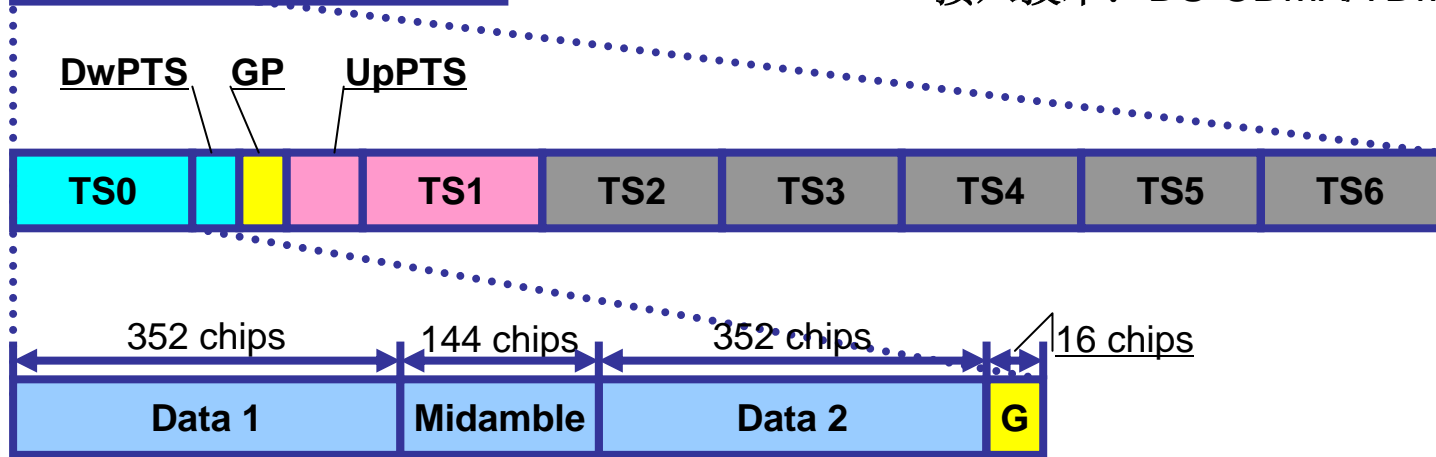 DwPTS GP UpPTS
TS0 TS1 TS2 TS3 TS4 TS5 TS6
352 chips 144 chips 352 chips 16 chips
Data 1 Midamble Data 2 G